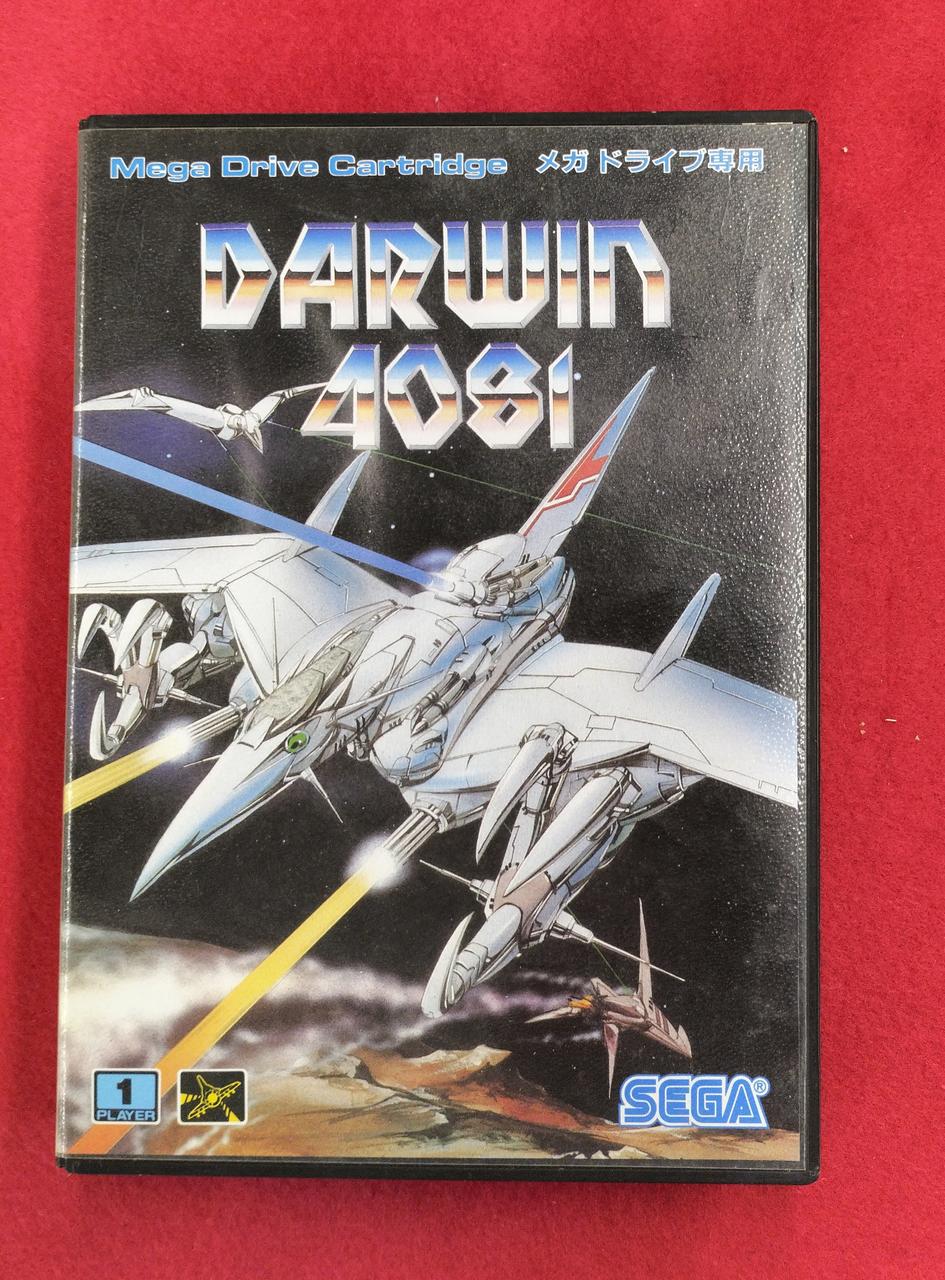 Mega Drive Cartridge メガドライブ専用
DARWIN
4081
1
PLAYER
SEGA®